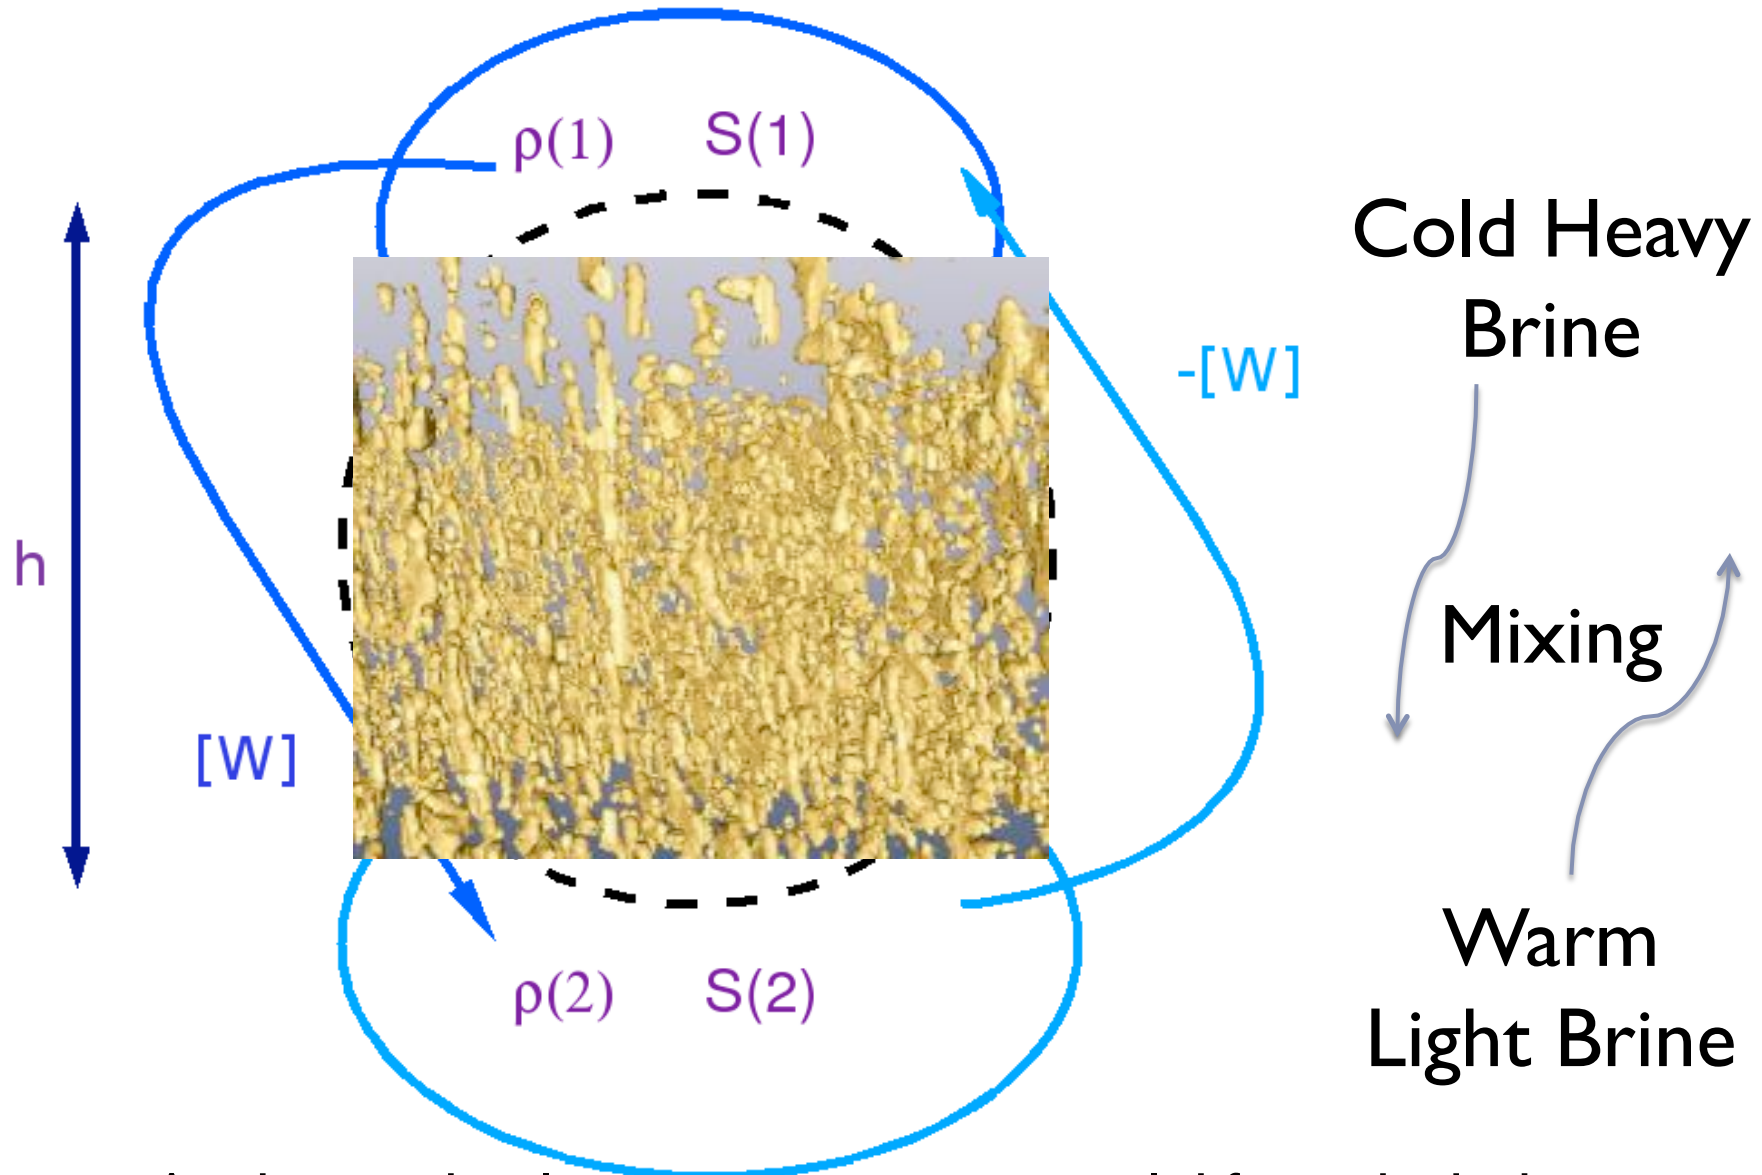 ρ(1) S(1)
Cold Heavy
Brine
-[W]
h
Mixing
[W]
Warm
Light Brine
ρ(2) S(2)